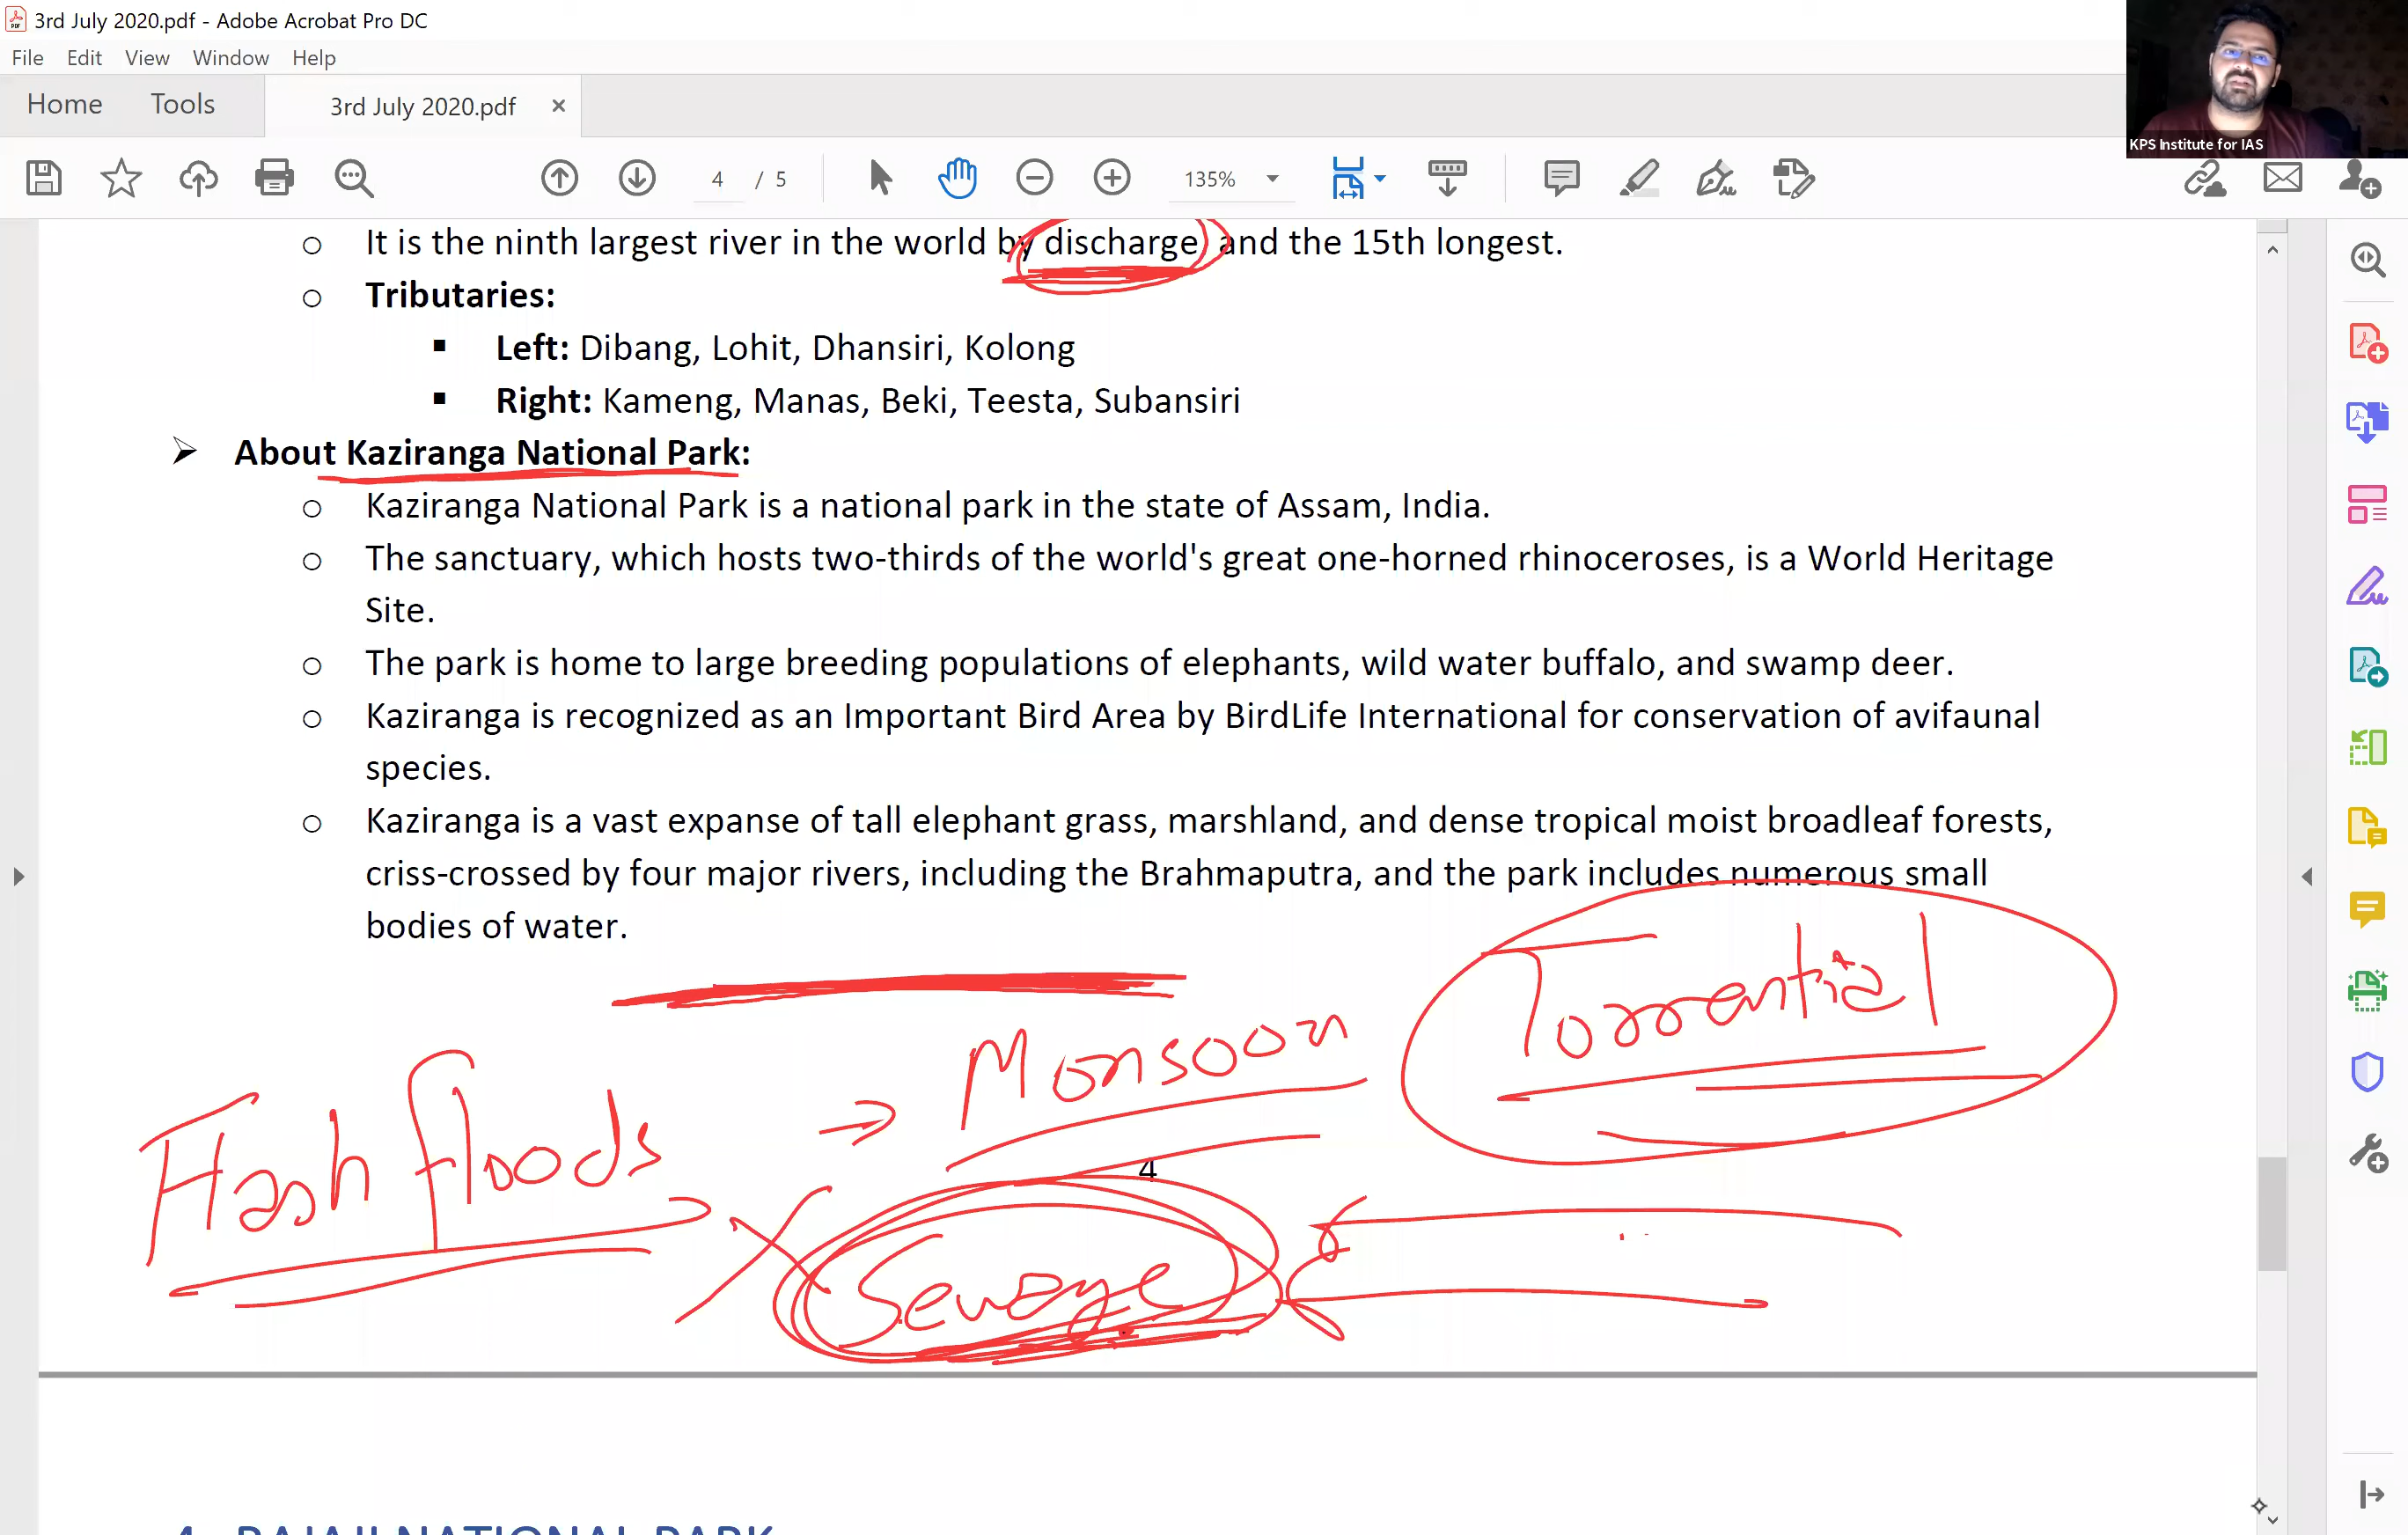 3rd July 2020.pdf - Adobe Acrobat Pro DC
File Edit View Window Help
Home Tools 3rd July 2020.pdf ×
4 / 5 135%
KPS Institute for IAS
o It is the ninth largest river in the world by discharge and the 15th longest.
o Tributaries:
▪ Left: Dibang, Lohit, Dhansiri, Kolong
▪ Right: Kameng, Manas, Beki, Teesta, Subansiri
➢ About Kaziranga National Park:
o Kaziranga National Park is a national park in the state of Assam, India.
o The sanctuary, which hosts two-thirds of the world's great one-horned rhinoceroses, is a World Heritage
Site.
o The park is home to large breeding populations of elephants, wild water buffalo, and swamp deer.
o Kaziranga is recognized as an Important Bird Area by BirdLife International for conservation of avifaunal
species.
o Kaziranga is a vast expanse of tall elephant grass, marshland, and dense tropical moist broadleaf forests,
criss-crossed by four major rivers, including the Brahmaputra, and the park includes numerous small
bodies of water.
Torrential
Monsoon
Flash floods
4
Sewage
4. RAJAJI NATIONAL PARK